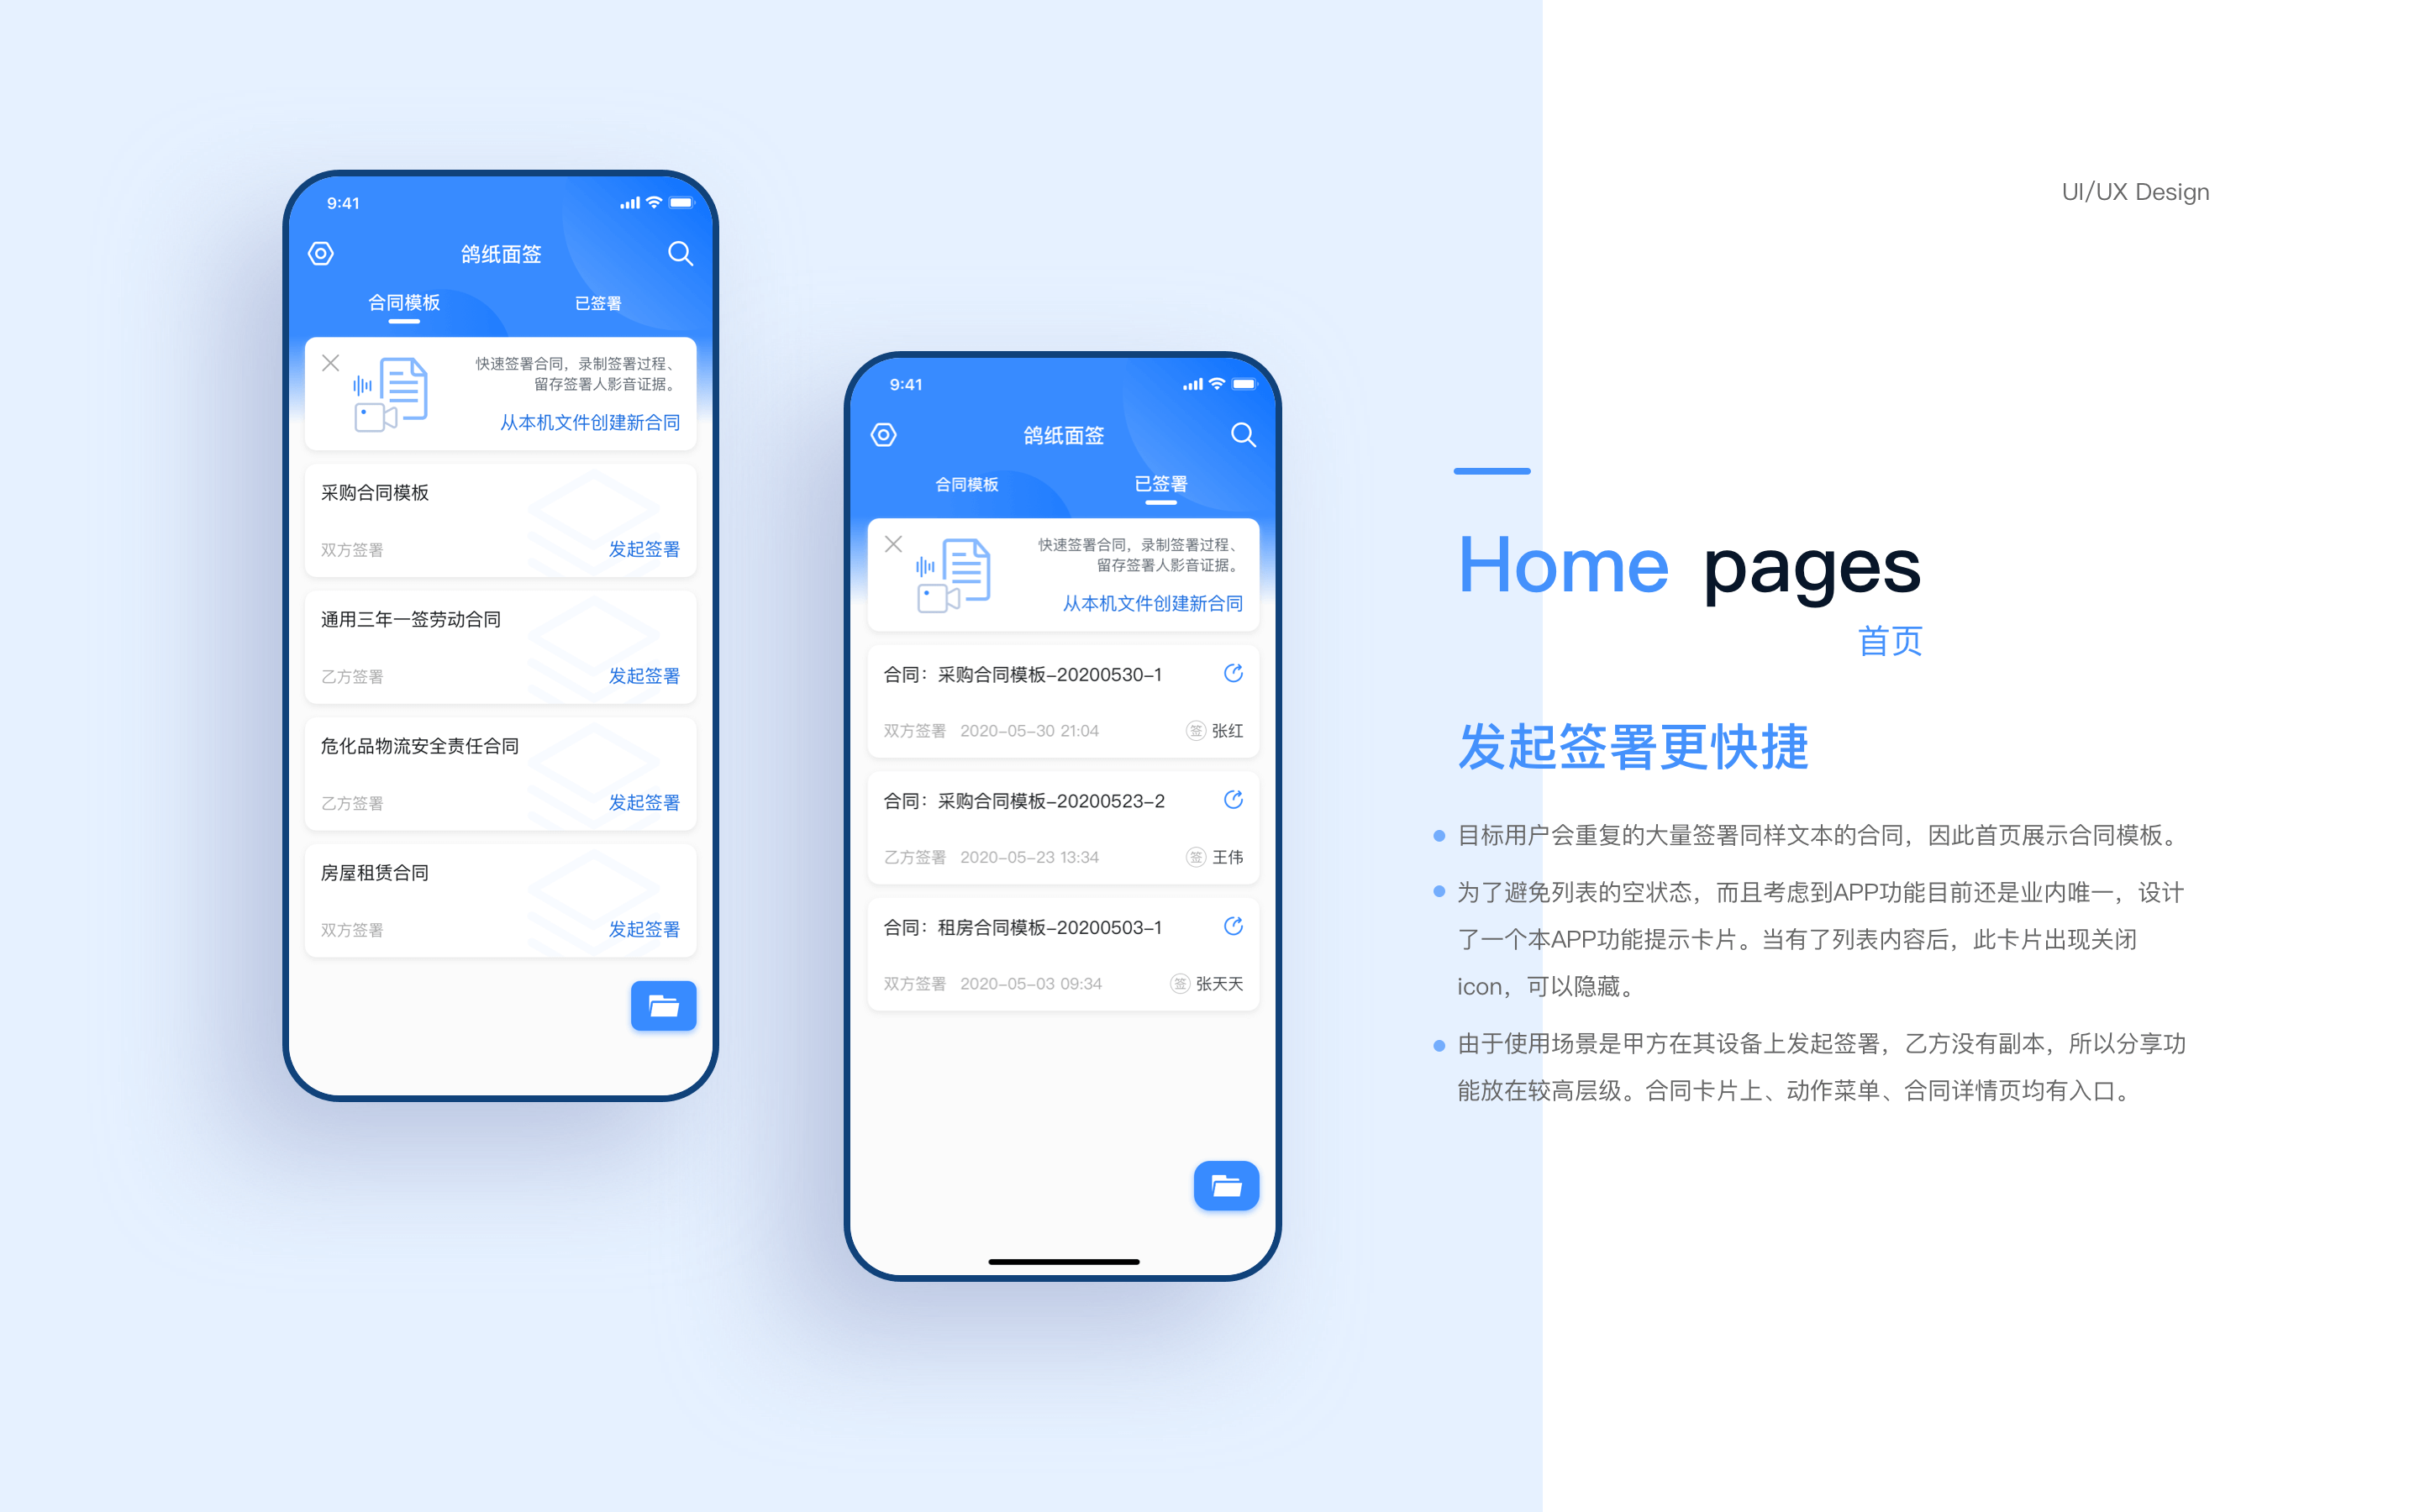 9:41
鸽纸面签
合同模板
已签署
快速签署合同，录制签署过程、
留存签署人影音证据。
从本机文件创建新合同
采购合同模板
双方签署 发起签署
通用三年一签劳动合同
乙方签署 发起签署
危化品物流安全责任合同
乙方签署 发起签署
房屋租赁合同
双方签署 发起签署
9:41
鸽纸面签
合同模板
已签署
快速签署合同，录制签署过程、
留存签署人影音证据。
从本机文件创建新合同
合同：采购合同模板-20200530-1
双方签署 2020-05-30 21:04 签 张红
合同：采购合同模板-20200523-2
乙方签署 2020-05-23 13:34 签 王伟
合同：租房合同模板-20200503-1
双方签署 2020-05-03 09:34 签 张天天
UI/UX Design
Home pages
首页
发起签署更快捷
目标用户会重复的大量签署同样文本的合同，因此首页展示合同模板。
为了避免列表的空状态，而且考虑到APP功能目前还是业内唯一，设计
了一个本APP功能提示卡片。当有了列表内容后，此卡片出现关闭
icon，可以隐藏。
由于使用场景是甲方在其设备上发起签署，乙方没有副本，所以分享功
能放在较高层级。合同卡片上、动作菜单、合同详情页均有入口。